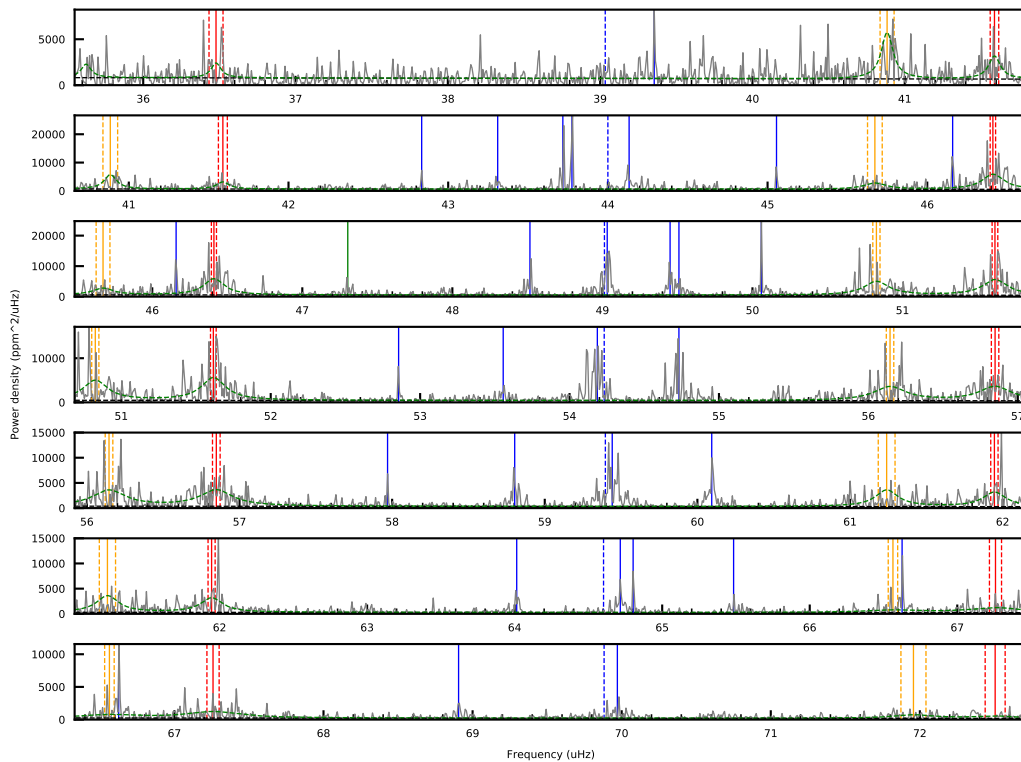 5000
0
36 37 38 39 40 41
20000
10000
0
41 42 43 44 45 46
20000
10000
0
46 47 48 49 50 51
10000
0
51 52 53 54 55 56 57
15000
10000
5000
0
56 57 58 59 60 61 62
15000
10000
5000
0
62 63 64 65 66 67
10000
5000
0
67 68 69 70 71 72
Power density (ppm^2/uHz)
Frequency (uHz)